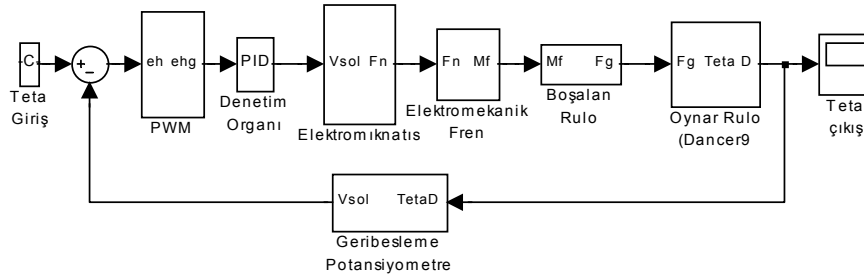 -C-
Teta
Giriş
+
−
eh ehg
PWM
PID
Denetim
Organı
Vsol Fn
Elektromıknatıs
Fn Mf
Elektromekanik
Fren
Mf Fg
Boşalan
Rulo
Fg Teta D
Oynar Rulo
(Dancer9
Teta
çıkış
Vsol TetaD
Geribesleme
Potansiyometre